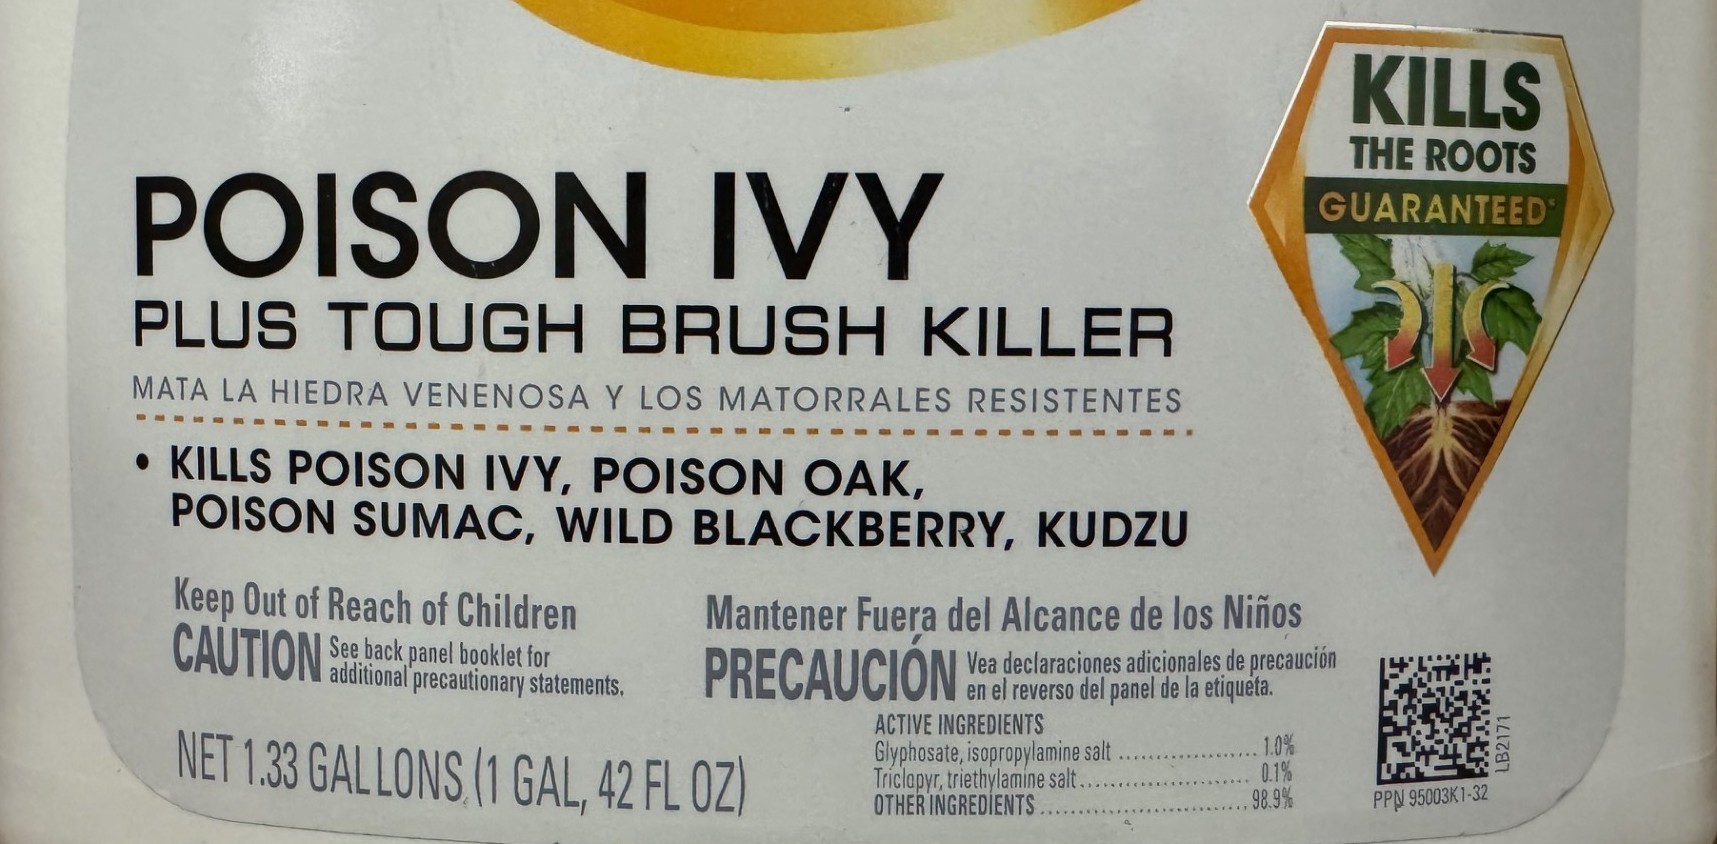 KILLS
THE ROOTS
GUARANTEED*
POISON IVY
PLUS TOUGH BRUSH KILLER
MATA LA HIEDRA VENENOSA Y LOS MATORRALES RESISTENTES
• KILLS POISON IVY, POISON OAK,
POISON SUMAC, WILD BLACKBERRY, KUDZU
Keep Out of Reach of Children
CAUTION See back panel booklet for
additional precautionary statements.
Mantener Fuera del Alcance de los Niños
PRECAUCIÓN Vea declaraciones adicionales de precaución
en el reverso del panel de la etiqueta.
NET 1.33 GALLONS (1 GAL, 42 FL OZ)
ACTIVE INGREDIENTS
Glyphosate, isopropylamine salt .................... 1.0%
Triclopyr, triethylamine salt......................... 0.1%
OTHER INGREDIENTS.............................. 98.9%
LB2171
PPN 95003K1-32